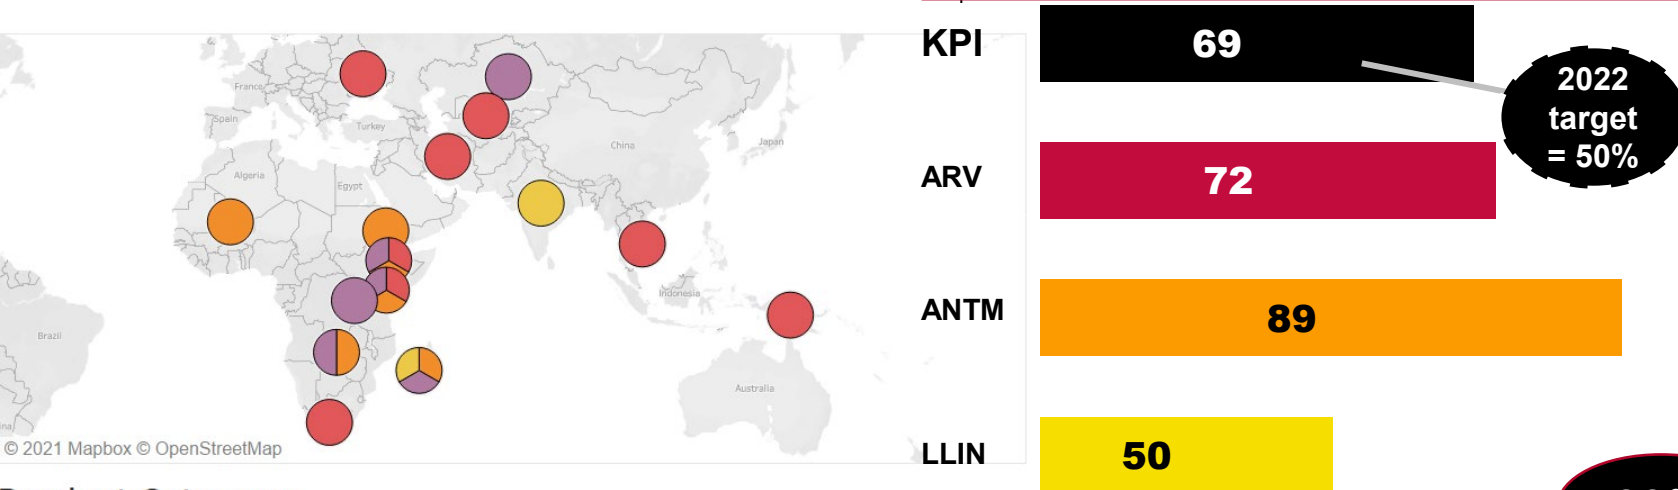 France
Spain
Turkey
China
Japan
Algeria
Egypt
Indonesia
Brazil
Australia
© 2021 Mapbox © OpenStreetMap
KPI
69
2022
target
= 50%
ARV
72
ANTM
89
LLIN
50